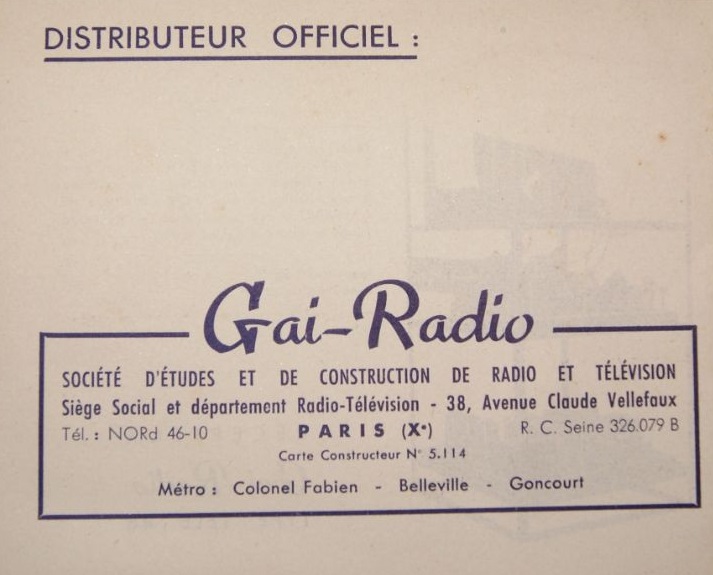 DISTRIBUTEUR OFFICIEL :
Gai-Radio
SOCIÉTÉ D'ÉTUDES ET DE CONSTRUCTION DE RADIO ET TÉLÉVISION
Siège Social et département Radio-Télévision - 38, Avenue Claude Vellefaux
Tél. : NORd 46-10 PARIS (Xe) R. C. Seine 326.079 B
Carte Constructeur N° 5.114
Métro : Colonel Fabien - Belleville - Goncourt